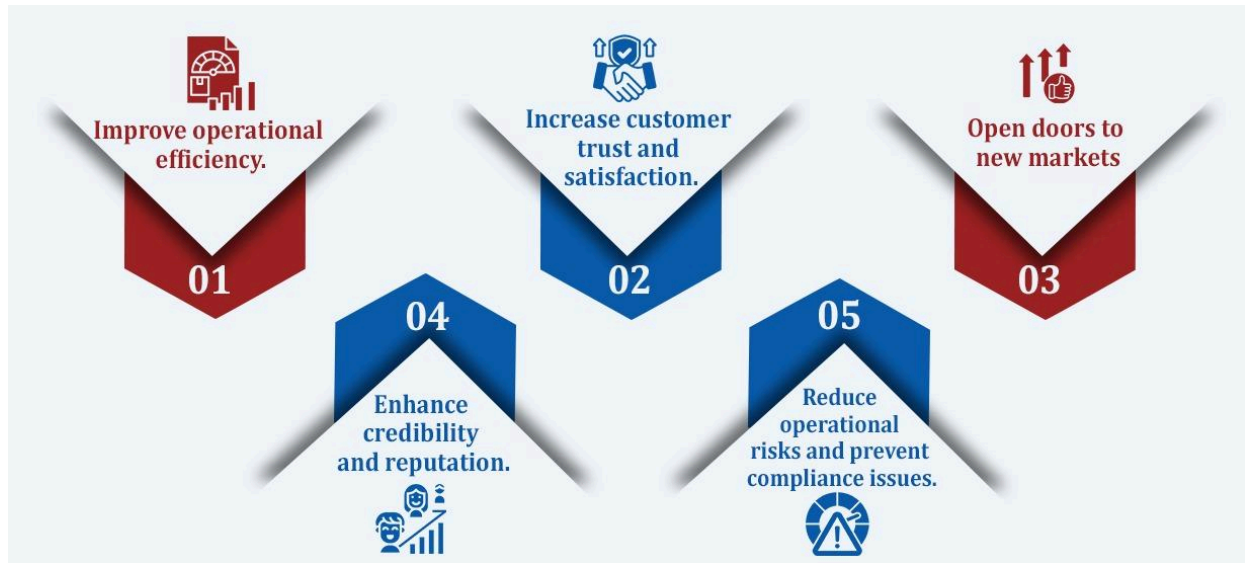 Improve operational
efficiency.
01
Increase customer
trust and
satisfaction.
02
Open doors to
new markets
03
04
Enhance
credibility
and reputation.
05
Reduce
operational
risks and prevent
compliance issues.